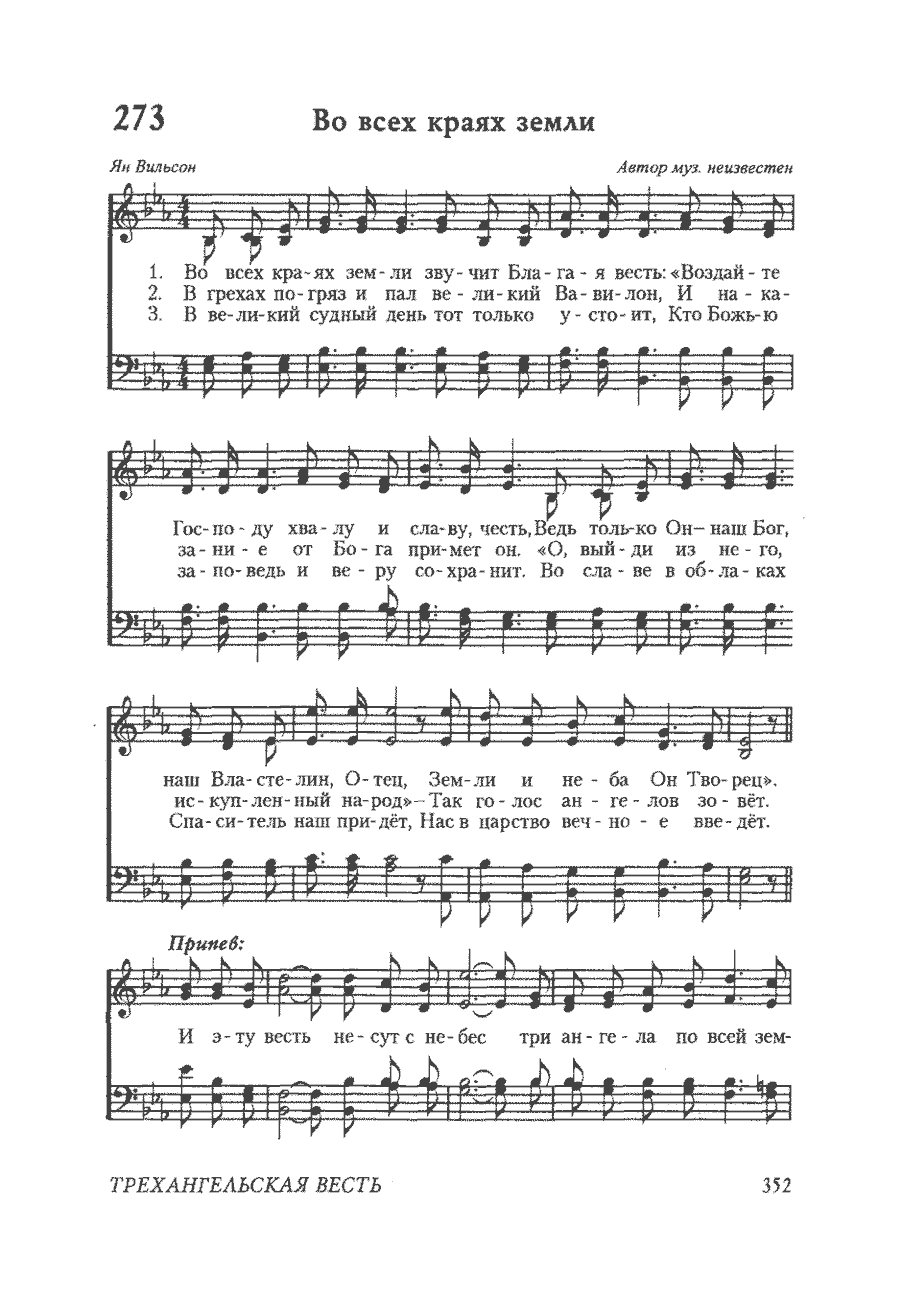 273 Во всех краях земли
Ян Вильсон Автор муз. неизвестен
1. Во всех кра-ях зем-ли зву-чит Бла-га-я весть: «Воздай-те
2. В грехах по-гряз и пал ве-ли-кий Ва-ви-лон, И на-ка-
3. В ве-ли-кий судный день тот только у-сто-ит, Кто Божь-ю
Гос-по-ду хва-лу и сла-ву, честь, Ведь толь-ко Он– наш Бог,
за-ни-е от Бо-га при-мет он. «О, вый-ди из не-го,
за-по-ведь и ве-ру со-хра-нит. Во сла-ве в об-ла-ках
наш Вла-сте-лин, О-тец, Зем-ли и не-ба Он Тво-рец».
ис-куп-лен-ный на-род»–Так го-лос ан-ге-лов зо-вёт.
Спа-си-тель наш при-дёт, Нас в царство веч-но-е вве-дёт.
Припев:
И э-ту весть не-сут с не-бес три ан-ге-ла по всей зем-
ТРЕХАНГЕЛЬСКАЯ ВЕСТЬ 352